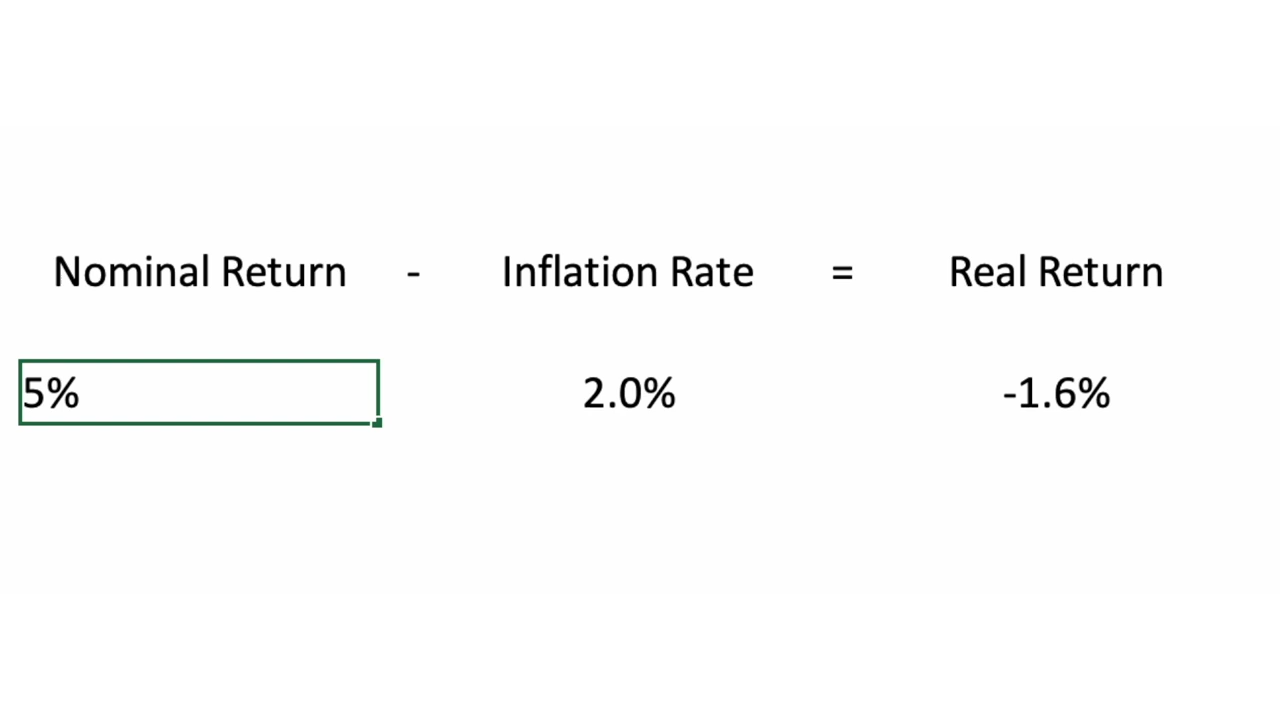 Nominal Return - Inflation Rate = Real Return
5% 2.0% -1.6%